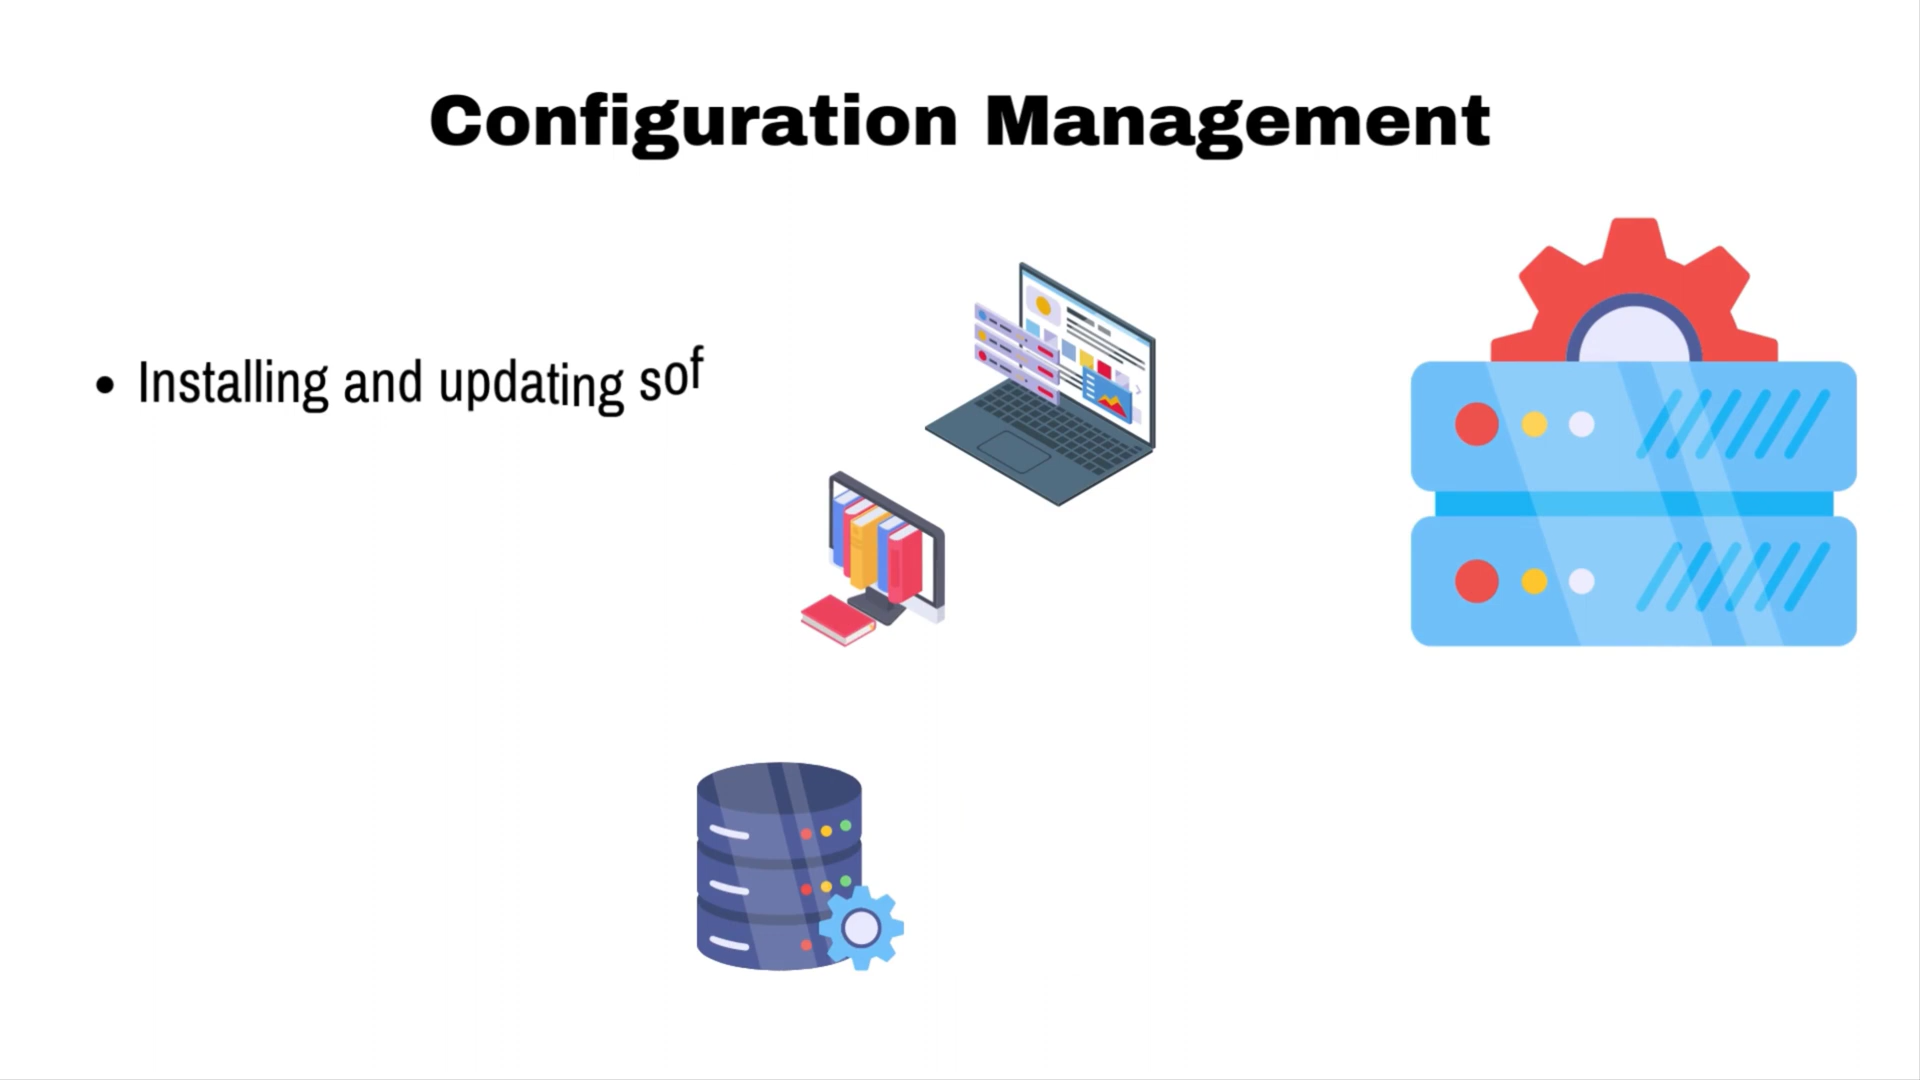 Configuration Management
• Installing and updating sof